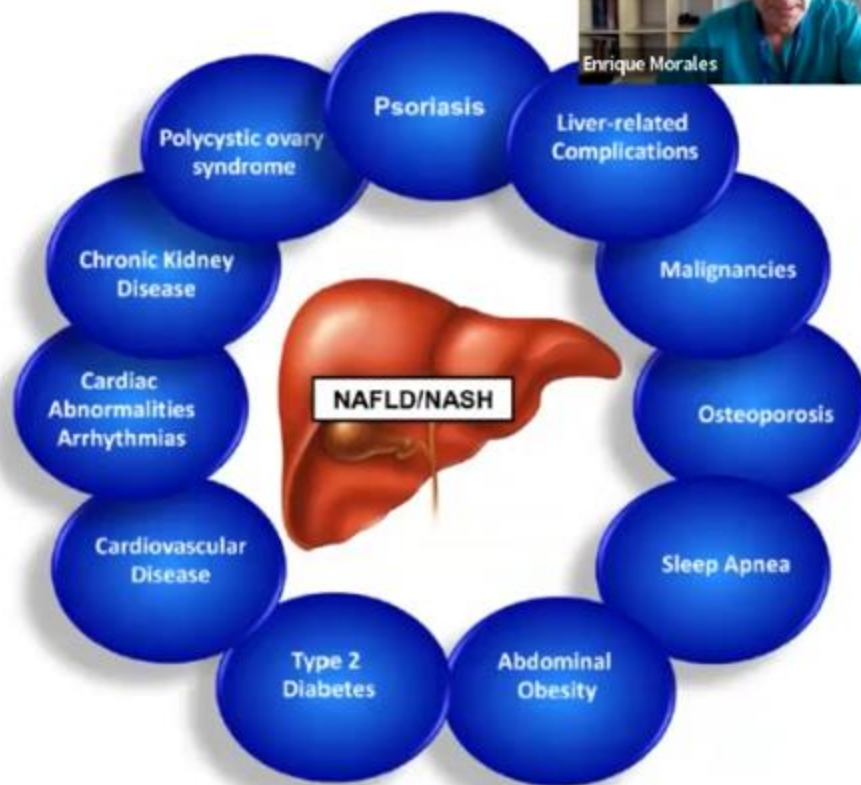 Enrique Morales
Psoriasis
Liver-related
Complications
Malignancies
Osteoporosis
Sleep Apnea
Abdominal
Obesity
Type 2
Diabetes
Cardiovascular
Disease
Cardiac
Abnormalities
Arrhythmias
Chronic Kidney
Disease
Polycystic ovary
syndrome
NAFLD/NASH